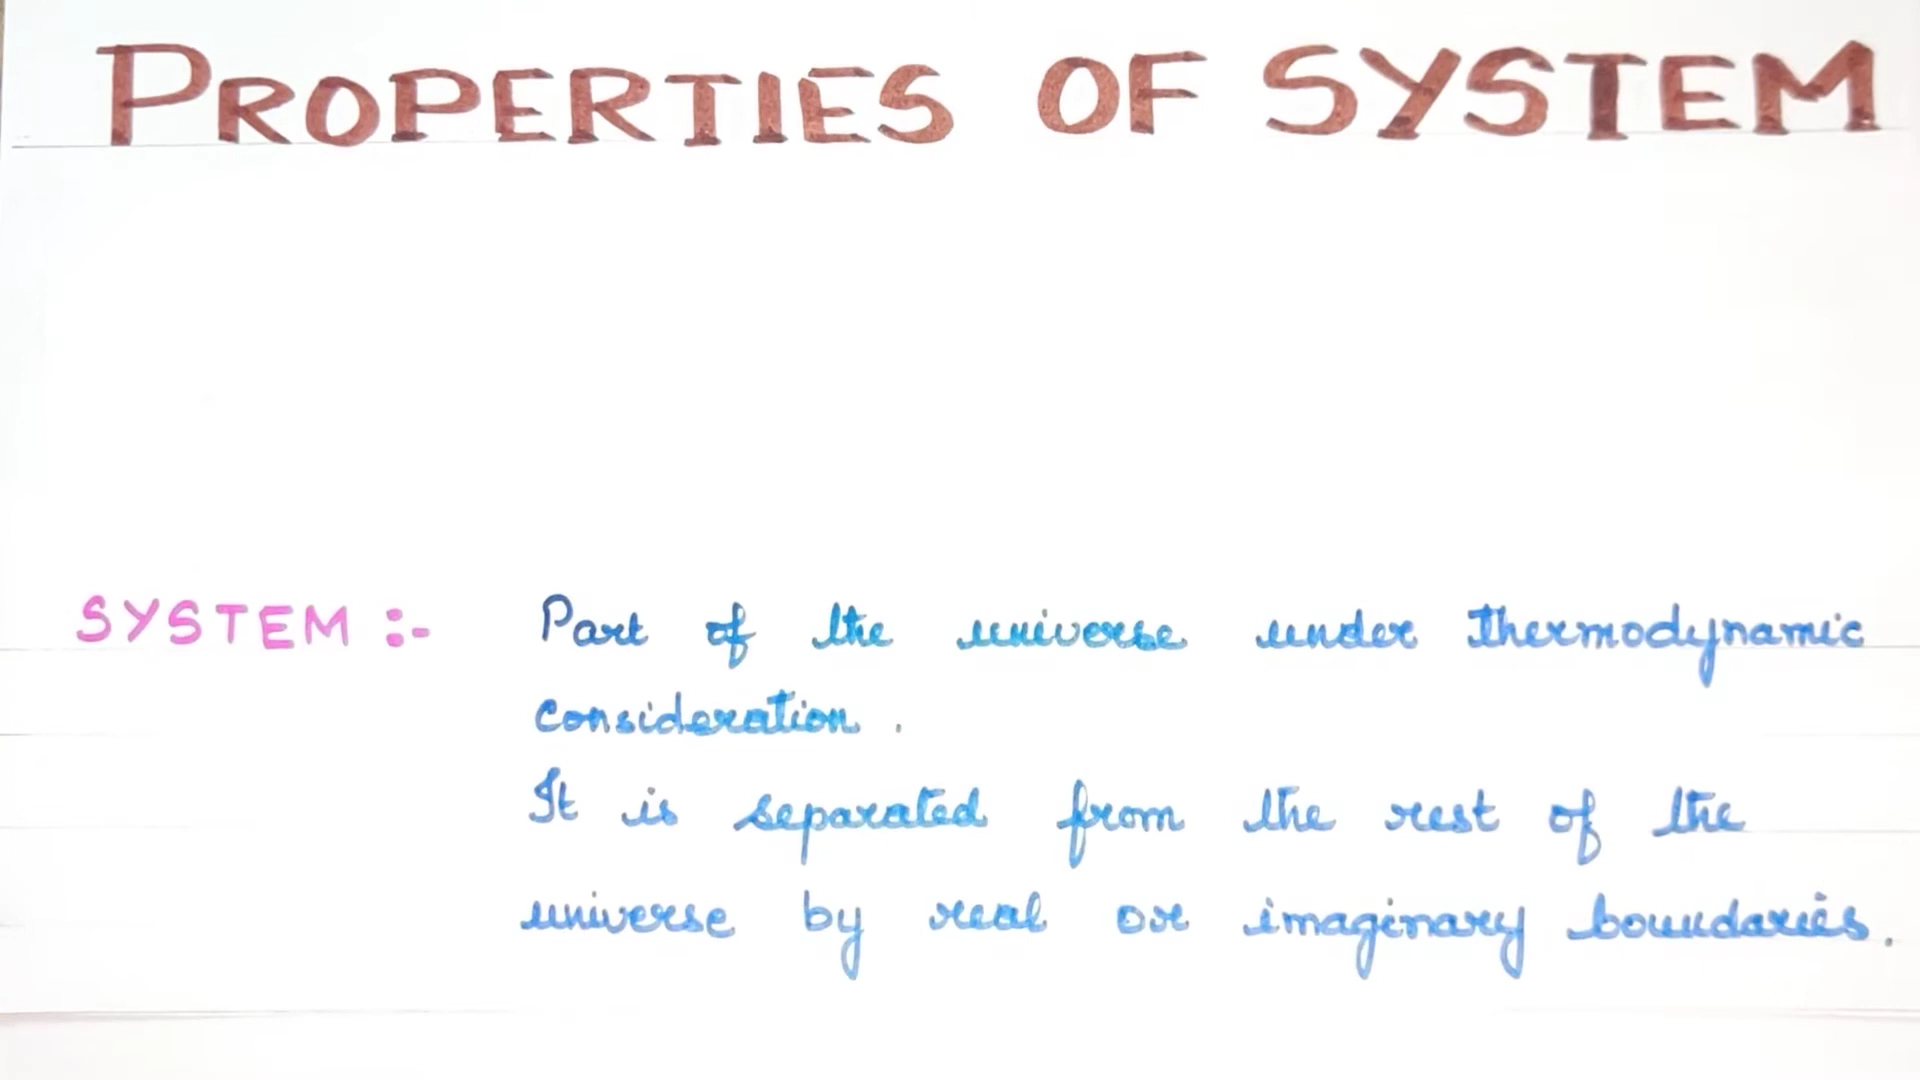 PROPERTIES OF SYSTEM
SYSTEM :- Part of the universe under thermodynamic
consideration .
It is separated from the rest of the
universe by real or imaginary boundaries.